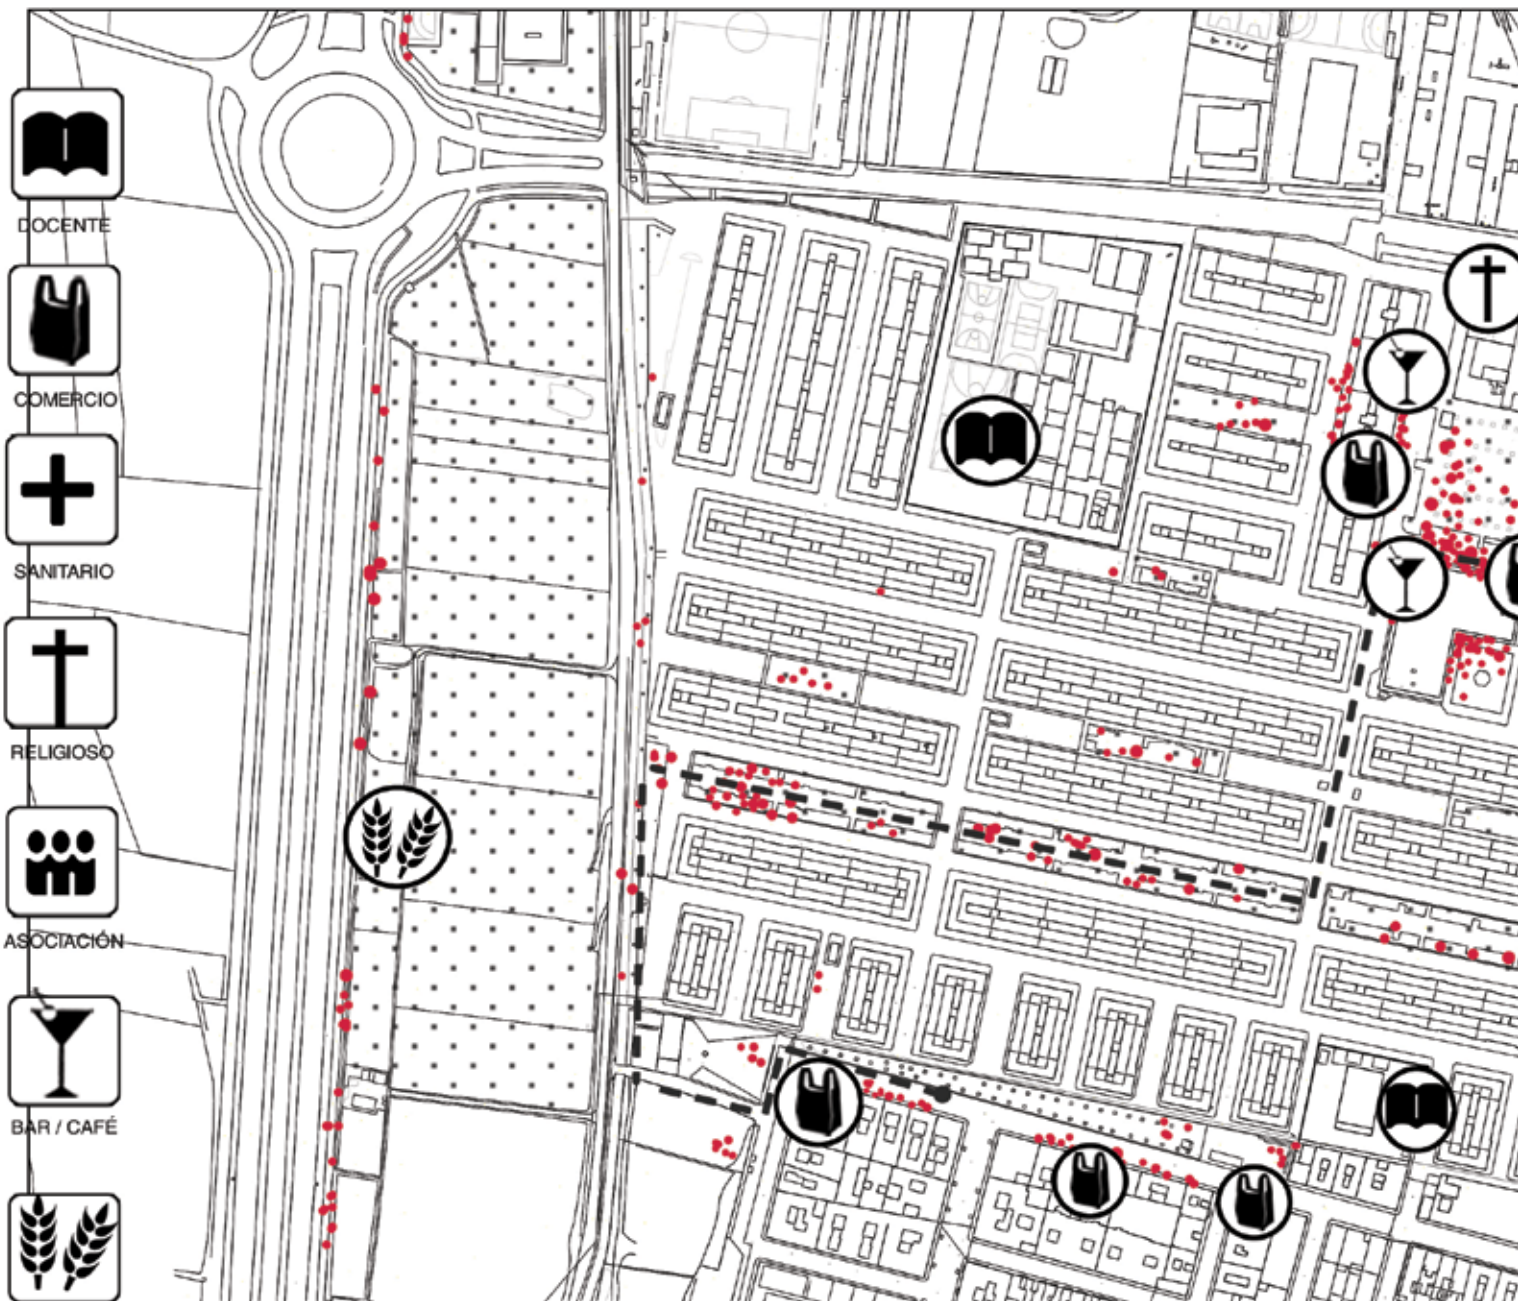 DOCENTE
COMERCIO
SANITARIO
RELIGIOSO
ASOCIACIÓN
BAR / CAFÉ